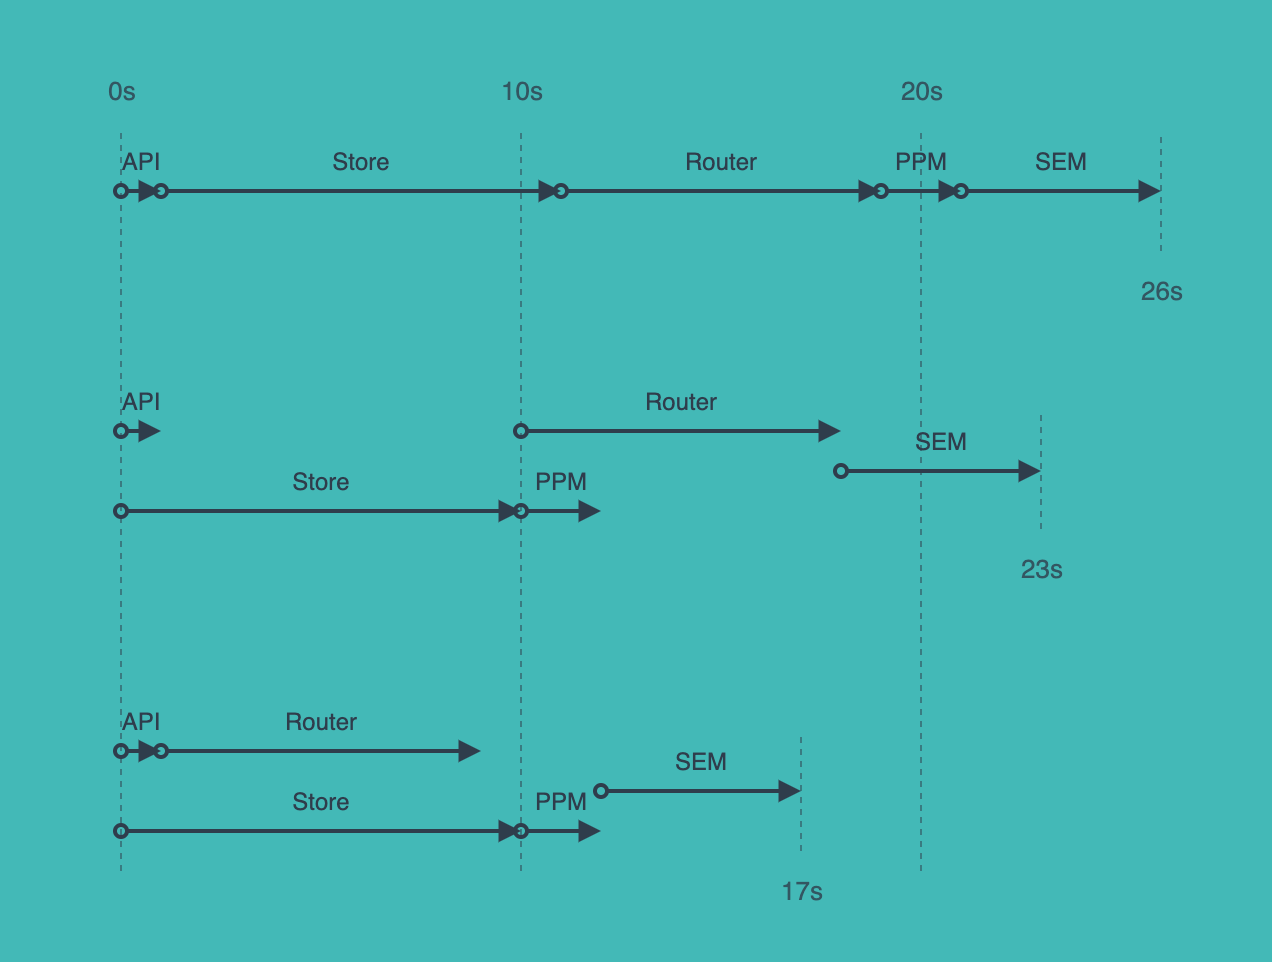 0s 10s 20s
API Store Router PPM SEM
26s
API Router
SEM
Store PPM
23s
API Router
SEM
Store PPM
17s